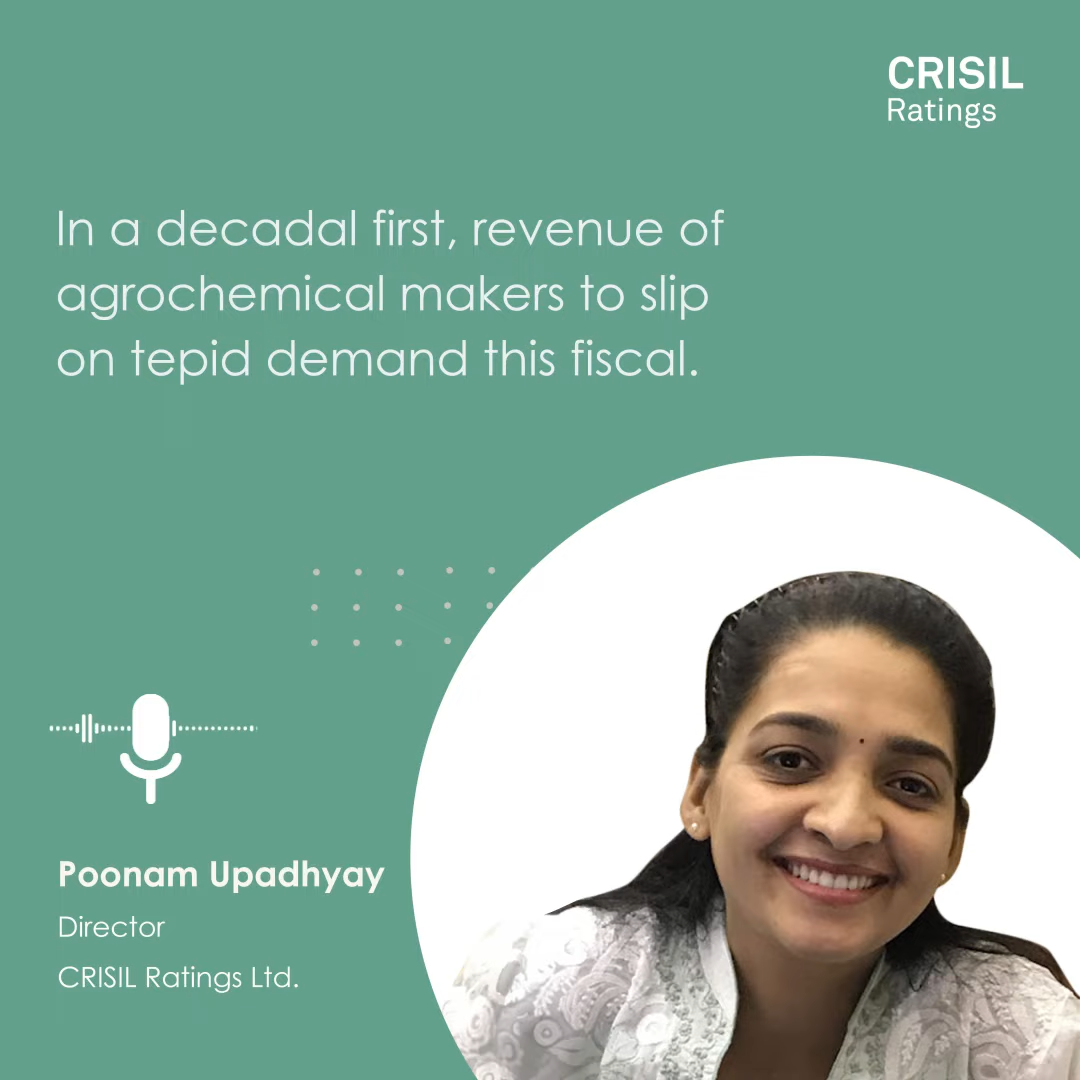 CRISIL
Ratings
In a decadal first, revenue of
agrochemical makers to slip
on tepid demand this fiscal.
Poonam Upadhyay
Director
CRISIL Ratings Ltd.